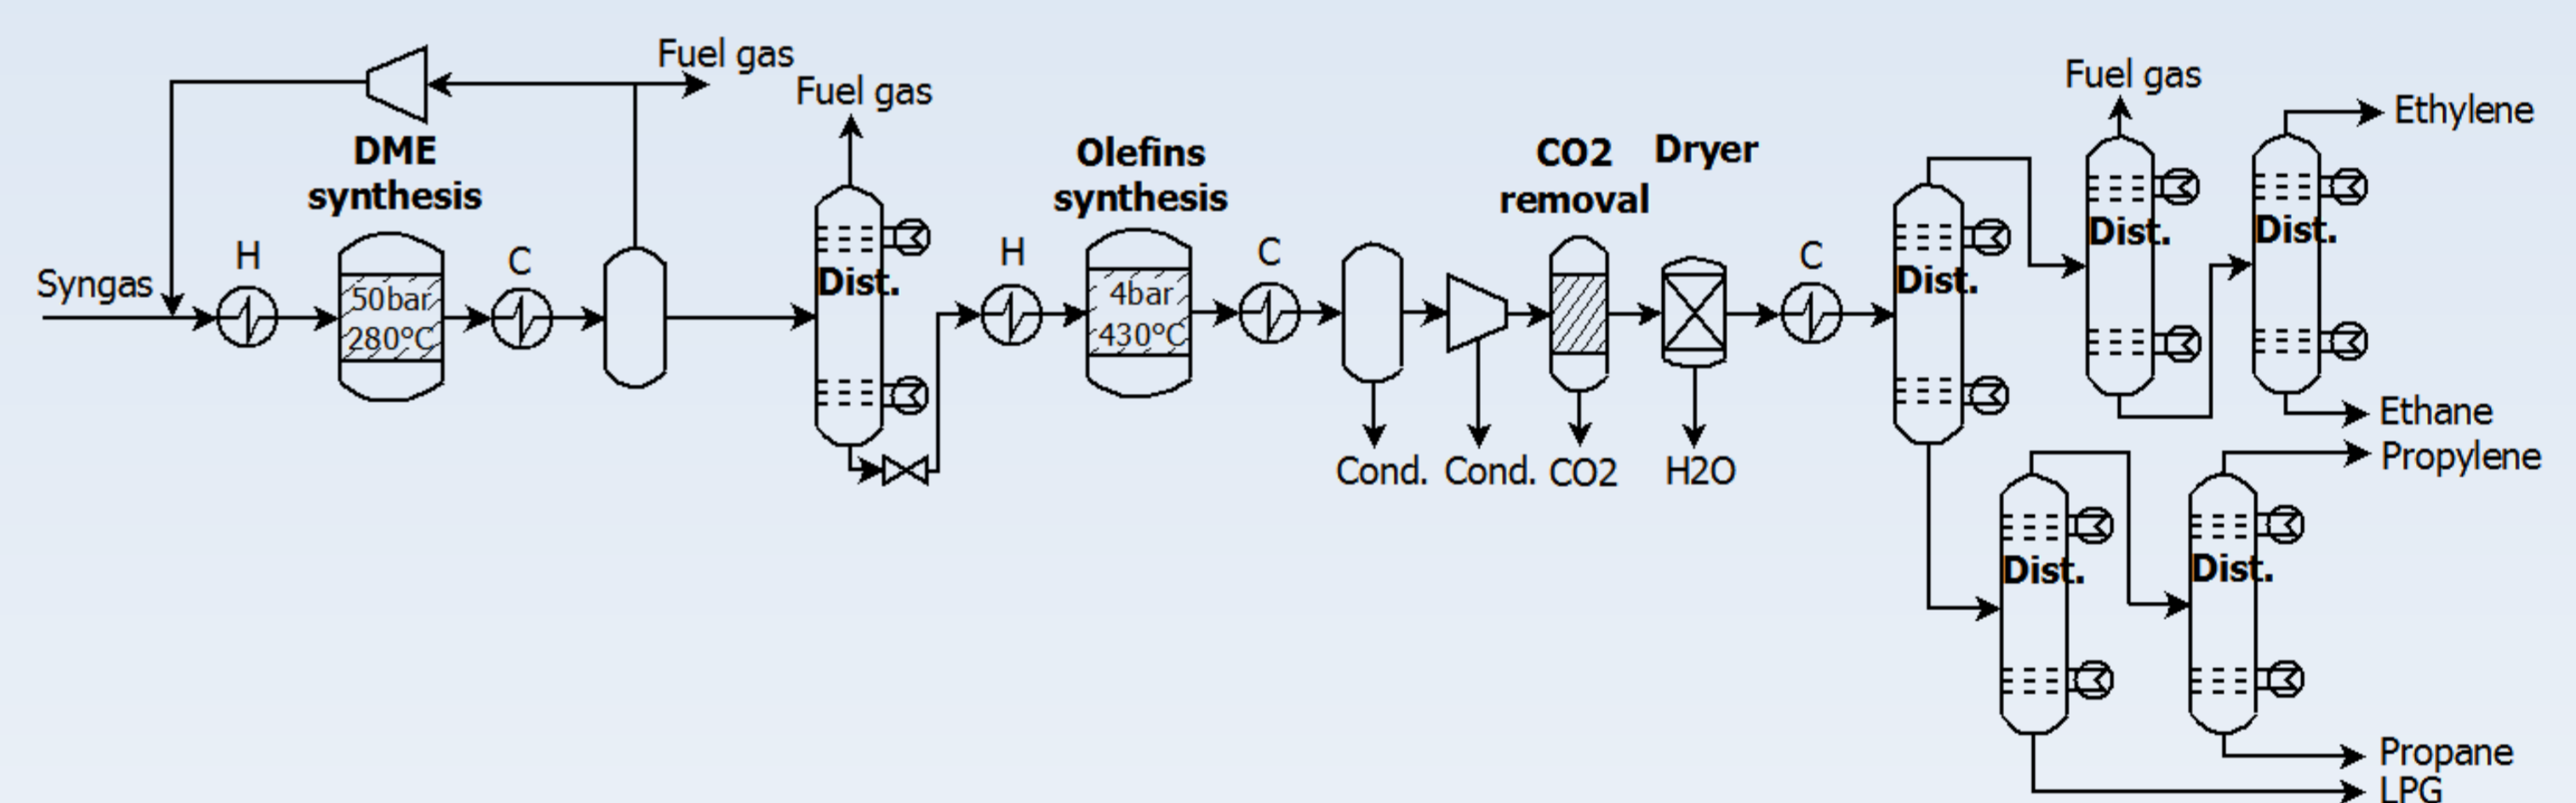 Fuel gas
Fuel gas
Fuel gas
Ethylene
DME
synthesis
Olefins
synthesis
CO2
removal
Dryer
Syngas
H
50bar
280°C
C
Dist.
H
4bar
430°C
C
C
Dist.
Dist.
Dist.
Cond.
Cond.
CO2
H2O
Ethane
Propylene
Dist.
Dist.
Propane
LPG